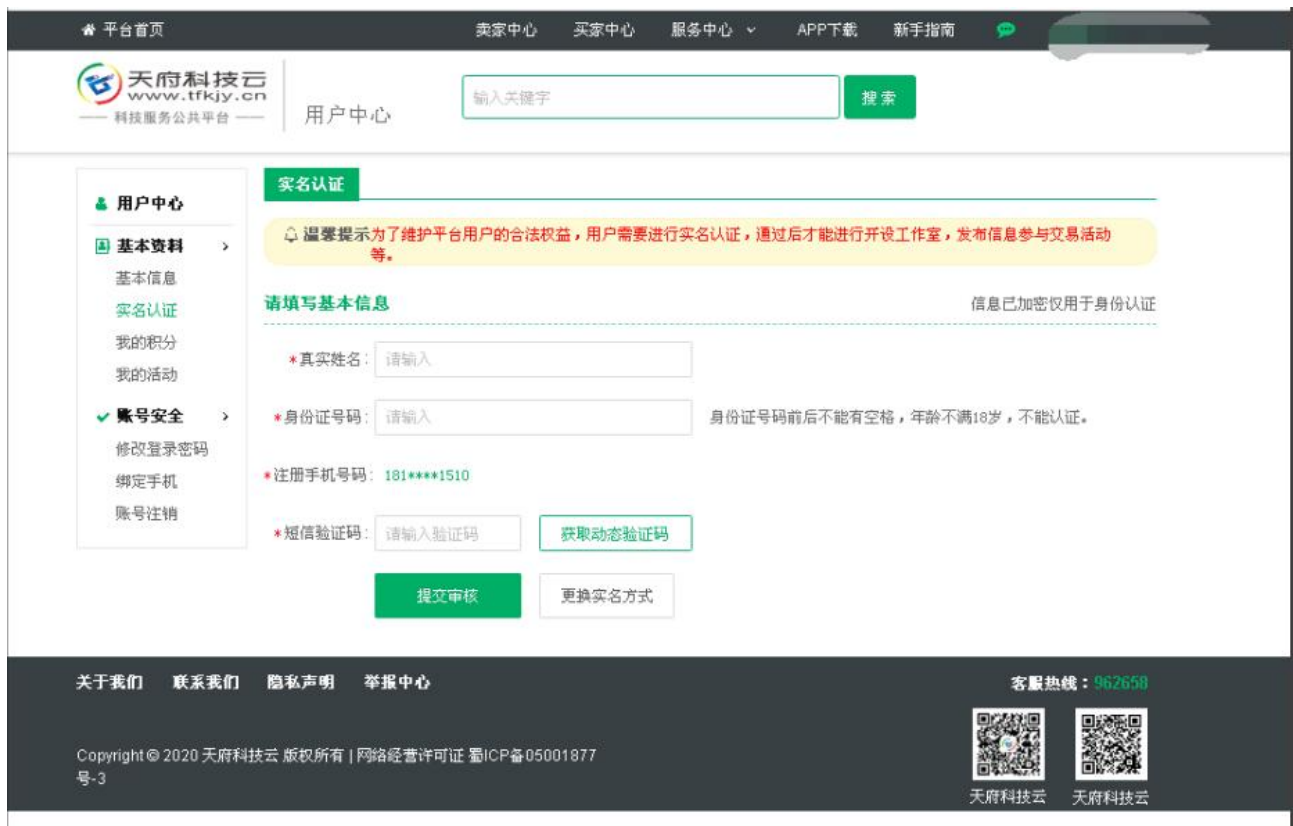 平台首页 卖家中心 买家中心 服务中心 APP下载 新手指南
天府科技云
www.tfkjy.cn
科技服务公共平台
用户中心
输入关键字
搜索
用户中心
基本资料
基本信息
实名认证
我的积分
我的活动
账号安全
修改登录密码
绑定手机
账号注销
实名认证
温馨提示为了维护平台用户的合法权益，用户需要进行实名认证，通过后才能进行开设工作室，发布信息参与交易活动
等。
请填写基本信息 信息已加密仅用于身份认证
*真实姓名： 请输入
*身份证号码： 请输入 身份证号码前后不能有空格，年龄不满18岁，不能认证。
*注册手机号码： 181****1510
*短信验证码： 请输入验证码 获取动态验证码
提交审核 更换实名方式
关于我们 联系我们 隐私声明 举报中心 客服热线：962658
Copyright © 2020 天府科技云 版权所有 | 网络经营许可证 蜀ICP备05001877
号-3
天府科技云 天府科技云